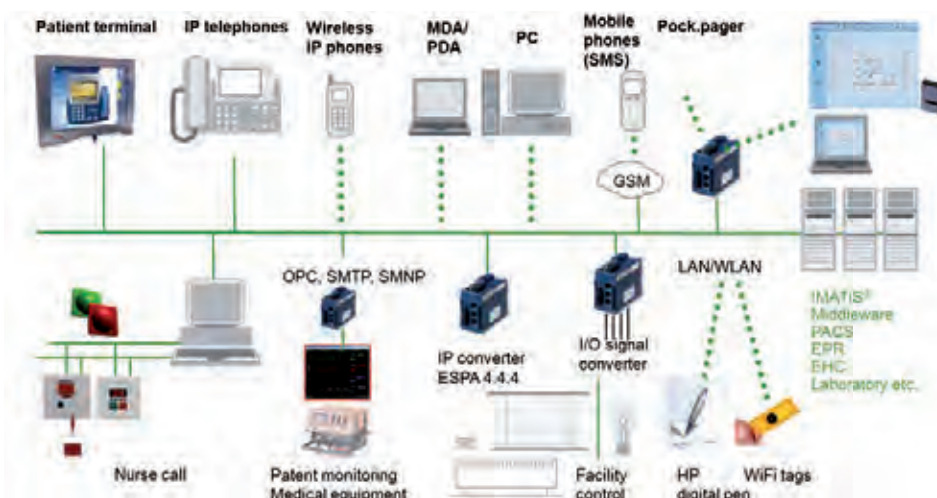 Patient terminal
IP telephones
Wireless
IP phones
MDA/
PDA
PC
Mobile
phones
(SMS)
Pock.pager
GSM
OPC, SMTP, SMNP
LAN/WLAN
IP converter
ESPA 4.4.4
I/O signal
converter
IMATIS®
Middleware
PACS
EPR
EHC
Laboratory etc.
Nurse call
Patent monitoring
Medical equipment
Facility
control
HP
digital pen
WiFi tags